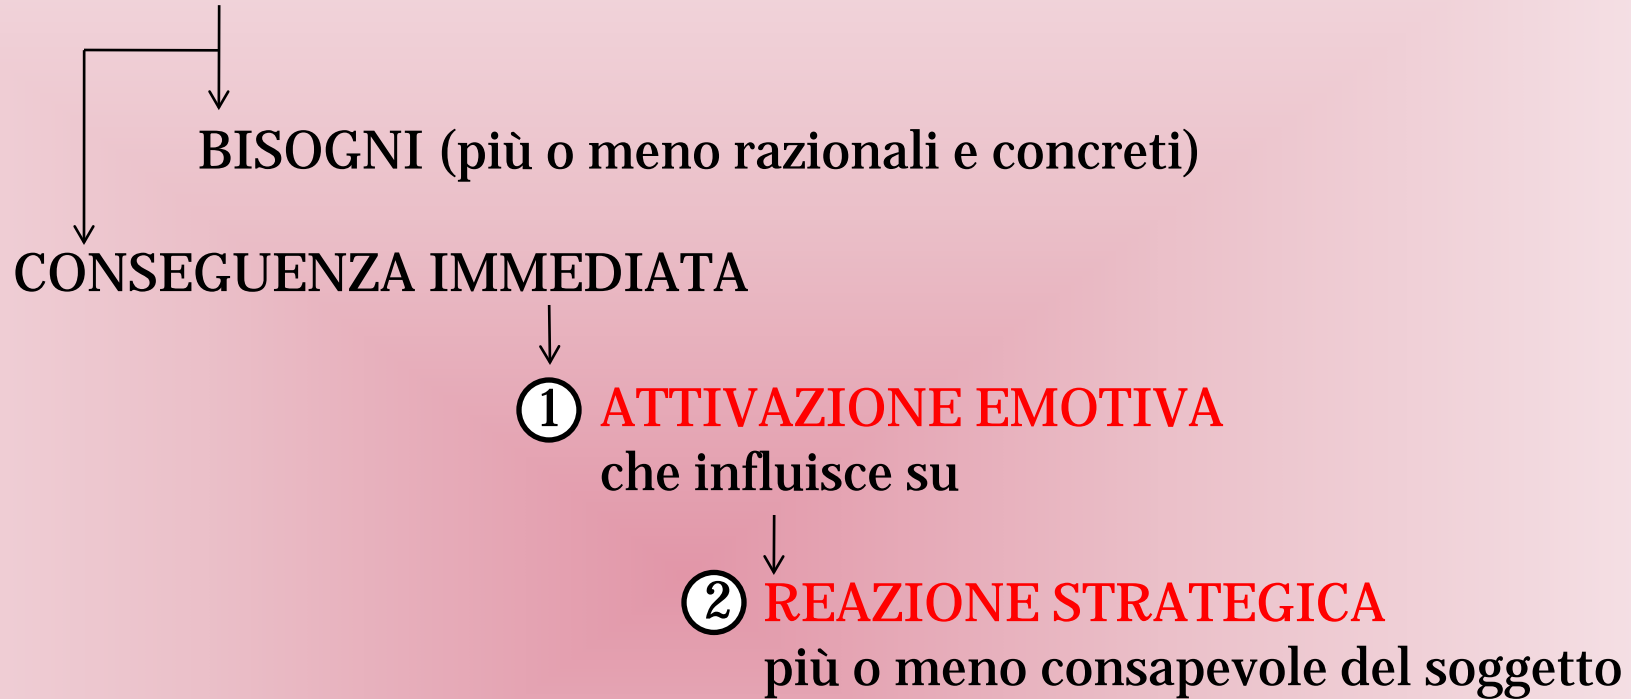 BISOGNI (più o meno razionali e concreti)
CONSEGUENZA IMMEDIATA
1 ATTIVAZIONE EMOTIVA
che influisce su
2 REAZIONE STRATEGICA
più o meno consapevole del soggetto